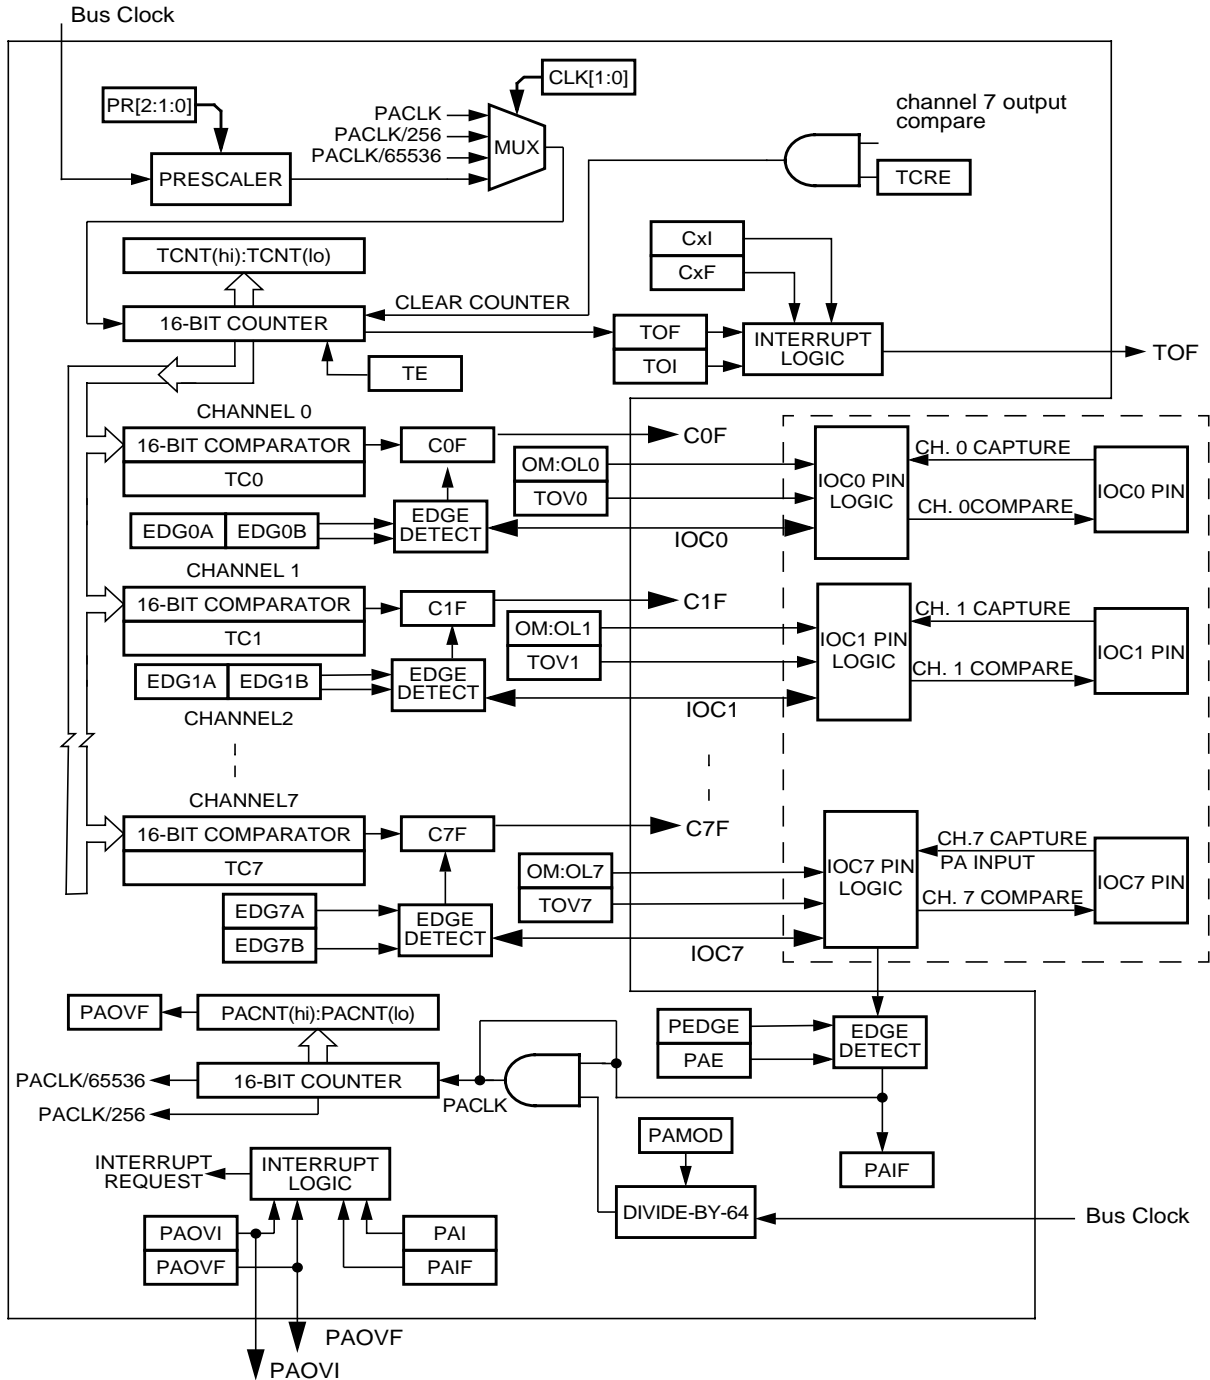 Bus Clock
CLK[1:0]
PR[2:1:0]
PACLK
PACLK/256
PACLK/65536
MUX
PRESCALER
channel 7 output
compare
TCRE
TCNT(hi):TCNT(lo)
CxI
CxF
CLEAR COUNTER
16-BIT COUNTER
TOF
TOI
INTERRUPT
LOGIC
TOF
TE
CHANNEL 0
16-BIT COMPARATOR
TC0
C0F
C0F
OM:OL0
TOV0
EDGE
DETECT
EDG0A
EDG0B
IOC0
IOC0 PIN
LOGIC
CH. 0 CAPTURE
CH. 0COMPARE
IOC0 PIN
CHANNEL 1
16-BIT COMPARATOR
TC1
C1F
C1F
OM:OL1
TOV1
EDGE
DETECT
EDG1A
EDG1B
IOC1
IOC1 PIN
LOGIC
CH. 1 CAPTURE
CH. 1 COMPARE
IOC1 PIN
CHANNEL2
CHANNEL7
16-BIT COMPARATOR
TC7
C7F
C7F
OM:OL7
TOV7
EDG7A
EDG7B
EDGE
DETECT
IOC7
IOC7 PIN
LOGIC
CH.7 CAPTURE
PA INPUT
CH. 7 COMPARE
IOC7 PIN
PAOVF
PACNT(hi):PACNT(lo)
PEDGE
PAE
EDGE
DETECT
PACLK/65536
16-BIT COUNTER
PACLK/256
PACLK
PAMOD
PAIF
INTERRUPT
REQUEST
INTERRUPT
LOGIC
DIVIDE-BY-64
Bus Clock
PAOVI
PAOVF
PAI
PAIF
PAOVF
PAOVI